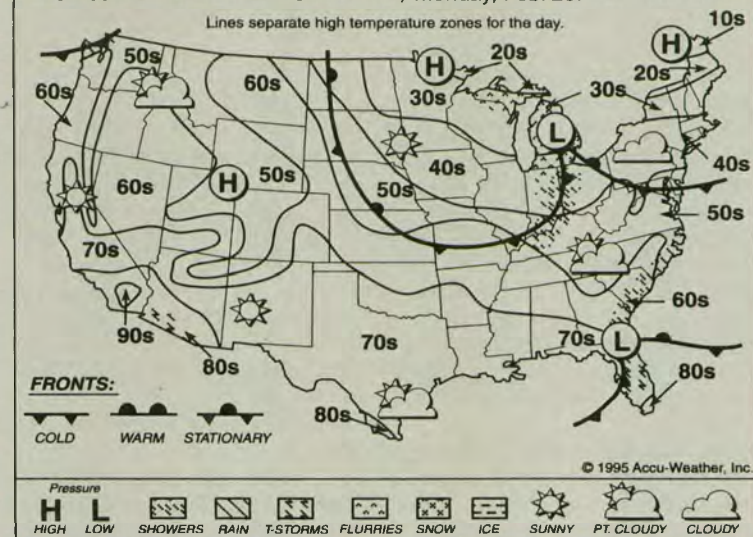 Lines separate high temperature zones for the day.
H
10s
50s
20s
H
20s
60s
60s
30s
30s
L
40s
60s
H
50s
40s
50s
50s
70s
60s
90s
80s
70s
70s
L
80s
80s
FRONTS:
COLD WARM STATIONARY
© 1995 Accu-Weather, Inc.
Pressure
H L
HIGH LOW SHOWERS RAIN T-STORMS FLURRIES SNOW ICE SUNNY PT. CLOUDY CLOUDY